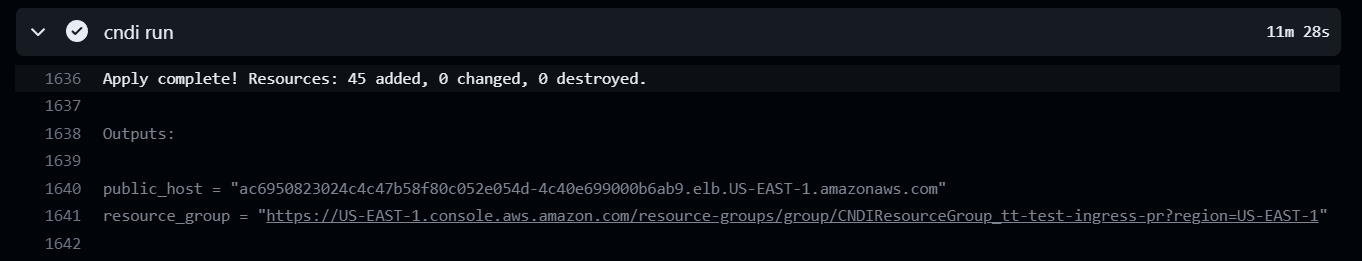 cndi run 11m 28s
1636 Apply complete! Resources: 45 added, 0 changed, 0 destroyed.
1637
1638 Outputs:
1639
1640 public_host = "ac6950823024c4c47b58f80c052e054d-4c40e699000b6ab9.elb.US-EAST-1.amazonaws.com"
1641 resource_group = "https://US-EAST-1.console.aws.amazon.com/resource-groups/group/CNDIResourceGroup_tt-test-ingress-pr?region=US-EAST-1"
1642